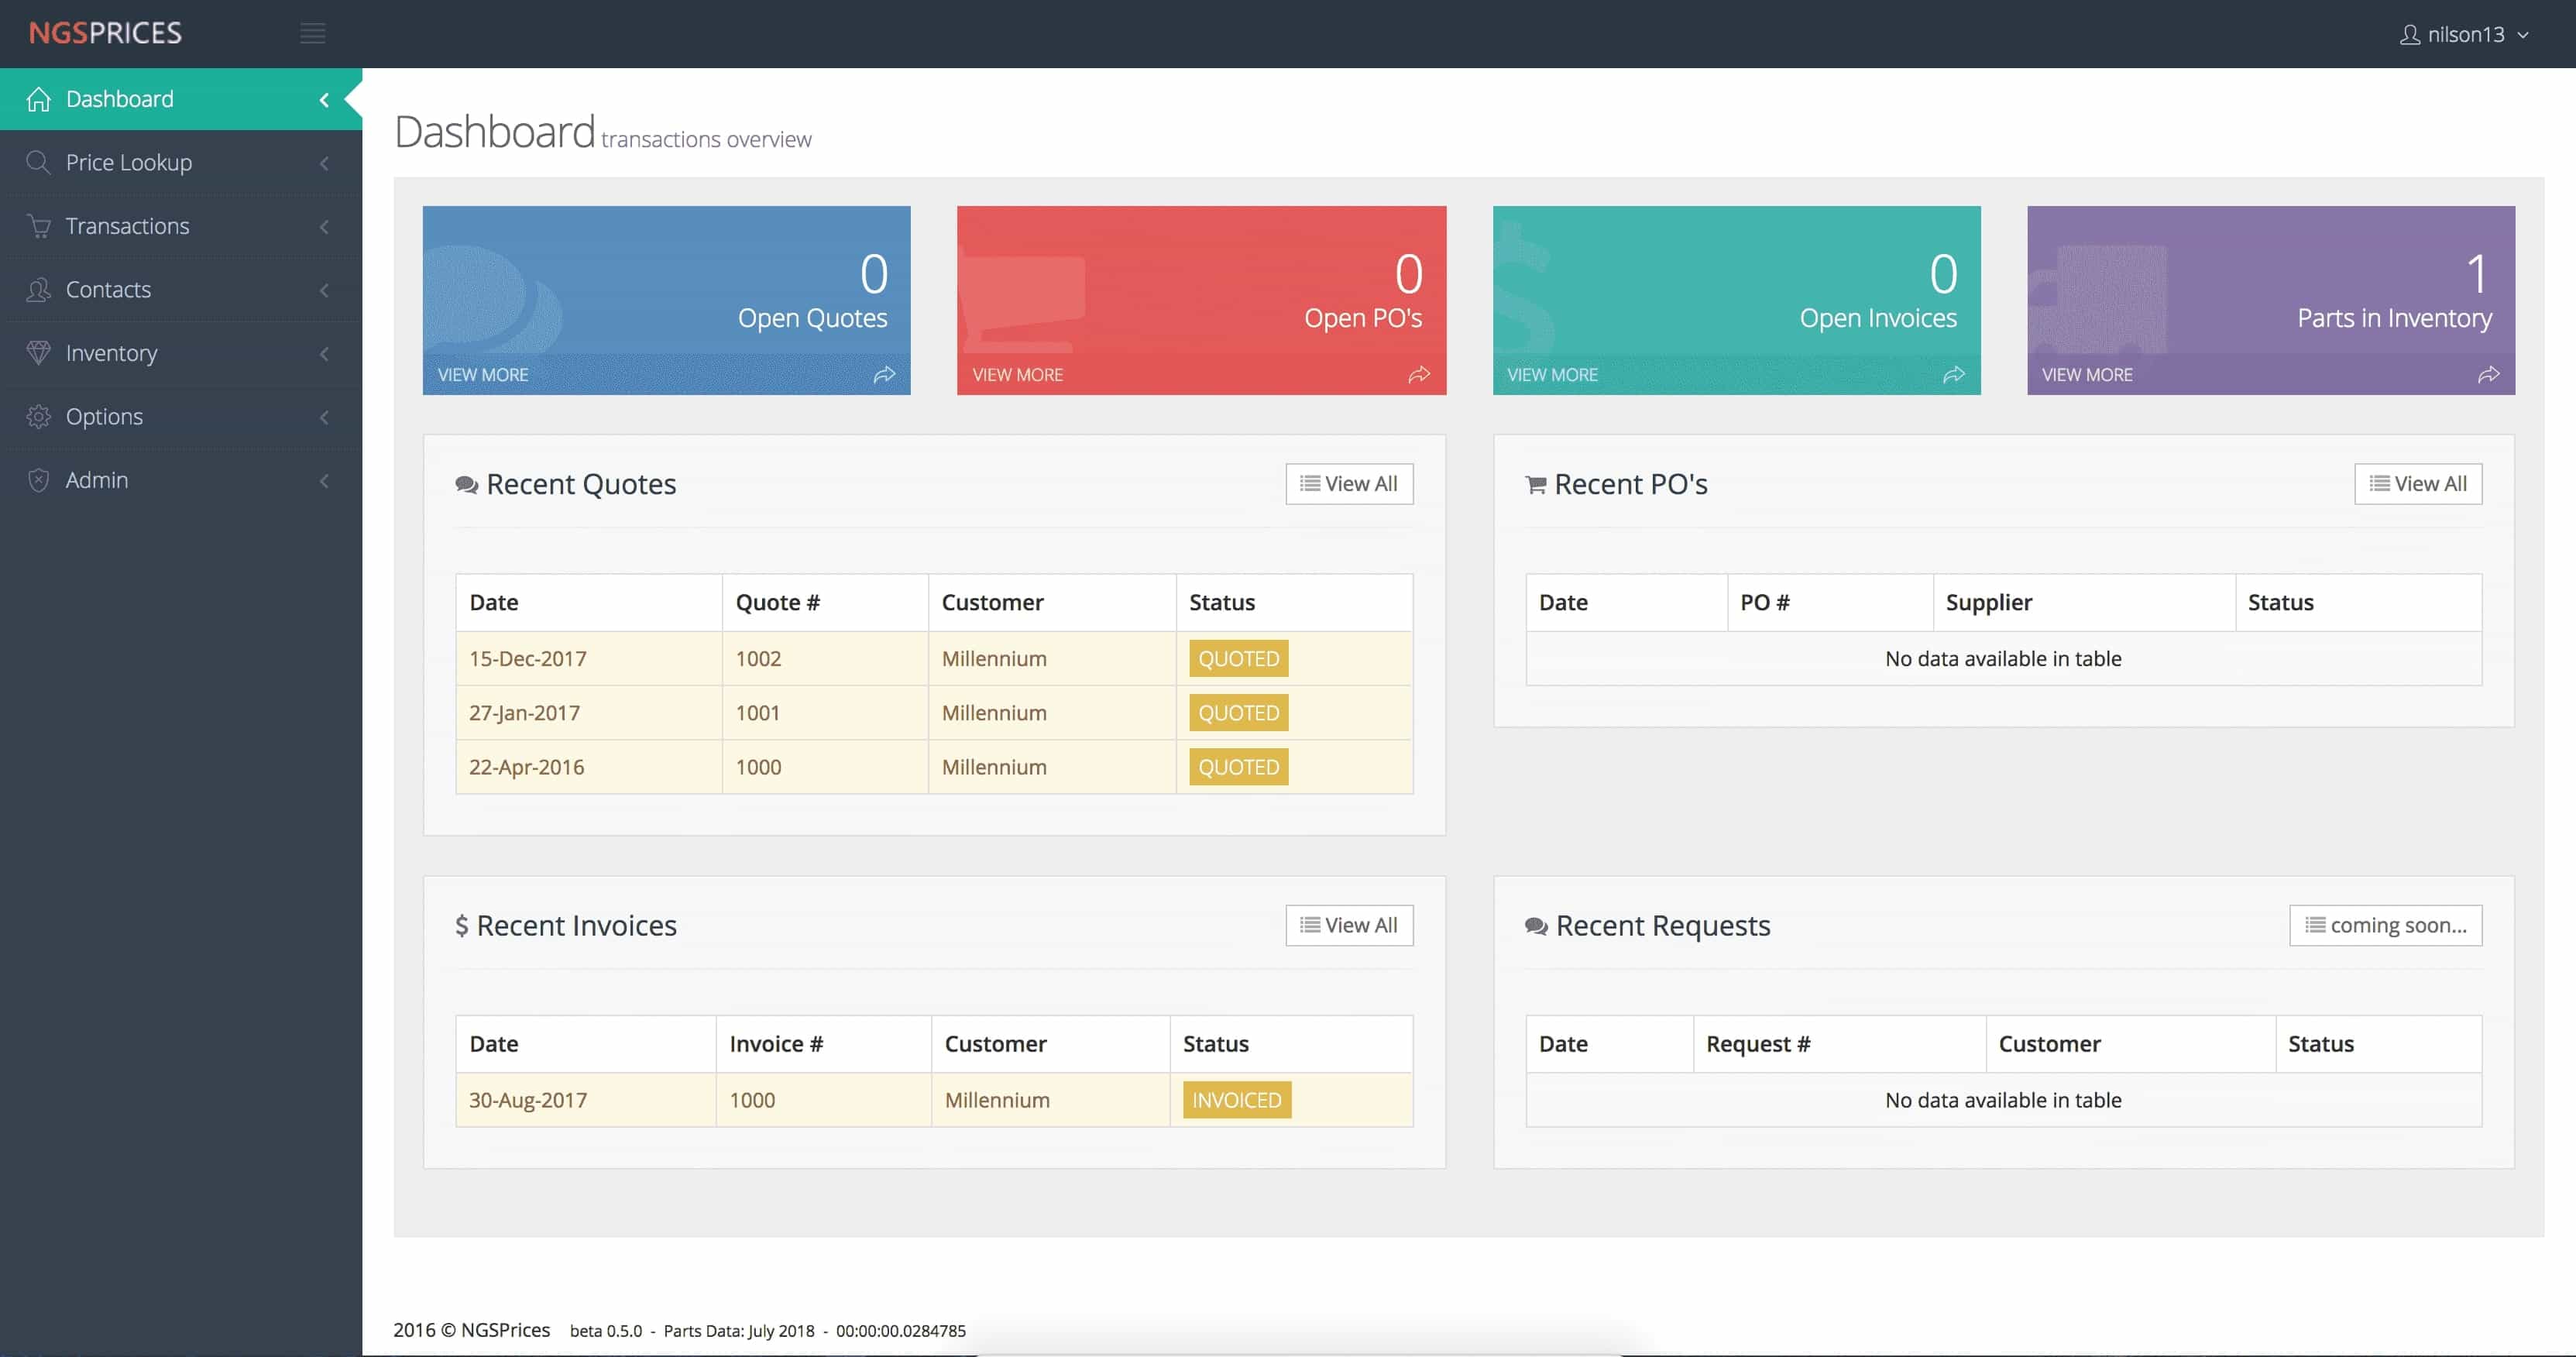 NGSPRICES
nilson13
Dashboard
Price Lookup
Transactions
Contacts
Inventory
Options
Admin
Dashboard transactions overview
0
Open Quotes
VIEW MORE
0
Open PO's
VIEW MORE
0
Open Invoices
VIEW MORE
1
Parts in Inventory
VIEW MORE
Recent Quotes View All
Date Quote # Customer Status
15-Dec-2017 1002 Millennium QUOTED
27-Jan-2017 1001 Millennium QUOTED
22-Apr-2016 1000 Millennium QUOTED
Recent PO's View All
Date PO # Supplier Status
No data available in table
$ Recent Invoices View All
Date Invoice # Customer Status
30-Aug-2017 1000 Millennium INVOICED
Recent Requests coming soon...
Date Request # Customer Status
No data available in table
2016 © NGSPrices beta 0.5.0 - Parts Data: July 2018 - 00:00:00.0284785